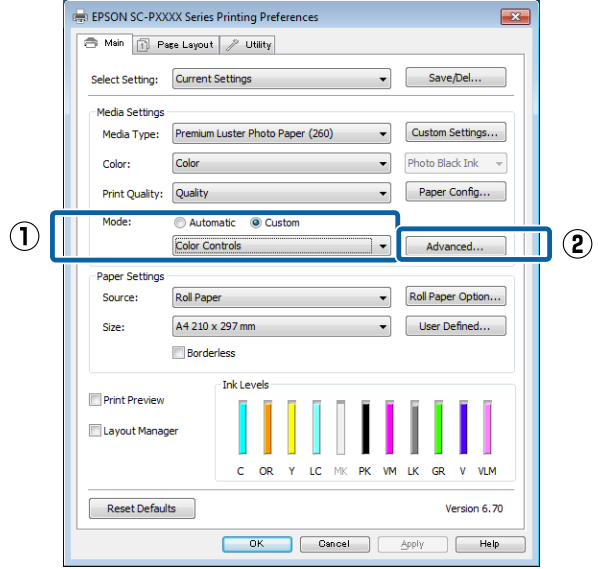 EPSON SC-PXXXX Series Printing Preferences
Main Page Layout Utility
Select Setting: Current Settings Save/Del...
Media Settings
Media Type: Premium Luster Photo Paper (260) Custom Settings...
Color: Color Photo Black Ink
Print Quality: Quality Paper Config...
Mode: Automatic Custom
① Color Controls Advanced... ②
Paper Settings
Source: Roll Paper Roll Paper Option...
Size: A4 210 x 297 mm User Defined...
Borderless
Ink Levels
Print Preview
Layout Manager
C OR Y LC MK PK VM LK GR V VLM
Reset Defaults Version 6.70
OK Cancel Apply Help